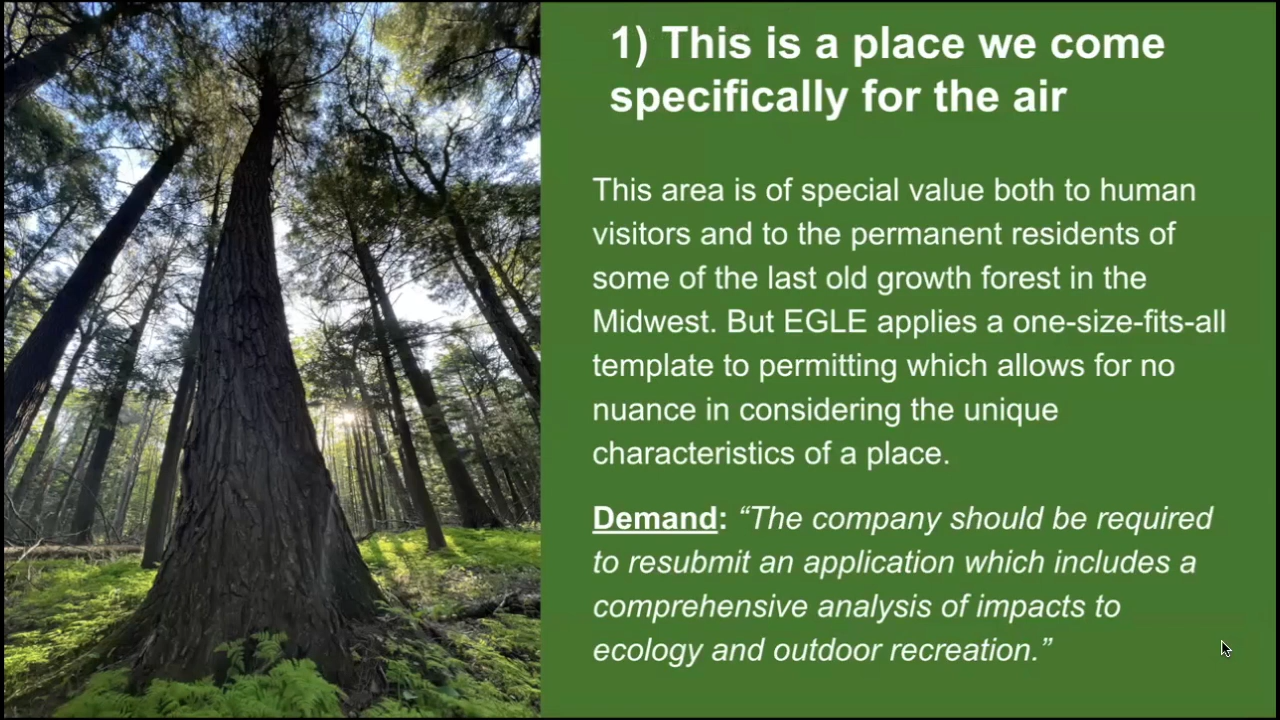 1) This is a place we come
specifically for the air
This area is of special value both to human
visitors and to the permanent residents of
some of the last old growth forest in the
Midwest. But EGLE applies a one-size-fits-all
template to permitting which allows for no
nuance in considering the unique
characteristics of a place.
Demand: “The company should be required
to resubmit an application which includes a
comprehensive analysis of impacts to
ecology and outdoor recreation.”